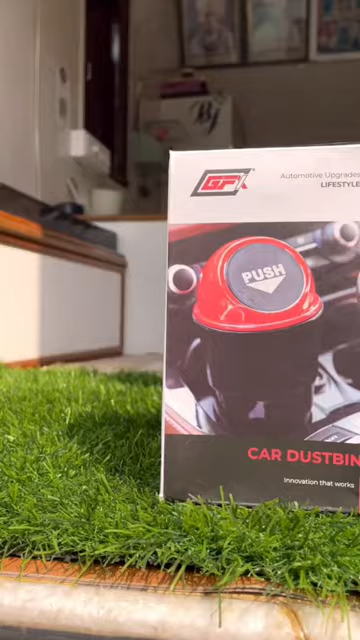 GFX
Automotive Upgrades
LIFESTYLE
PUSH
CAR DUSTBIN
Innovation that works